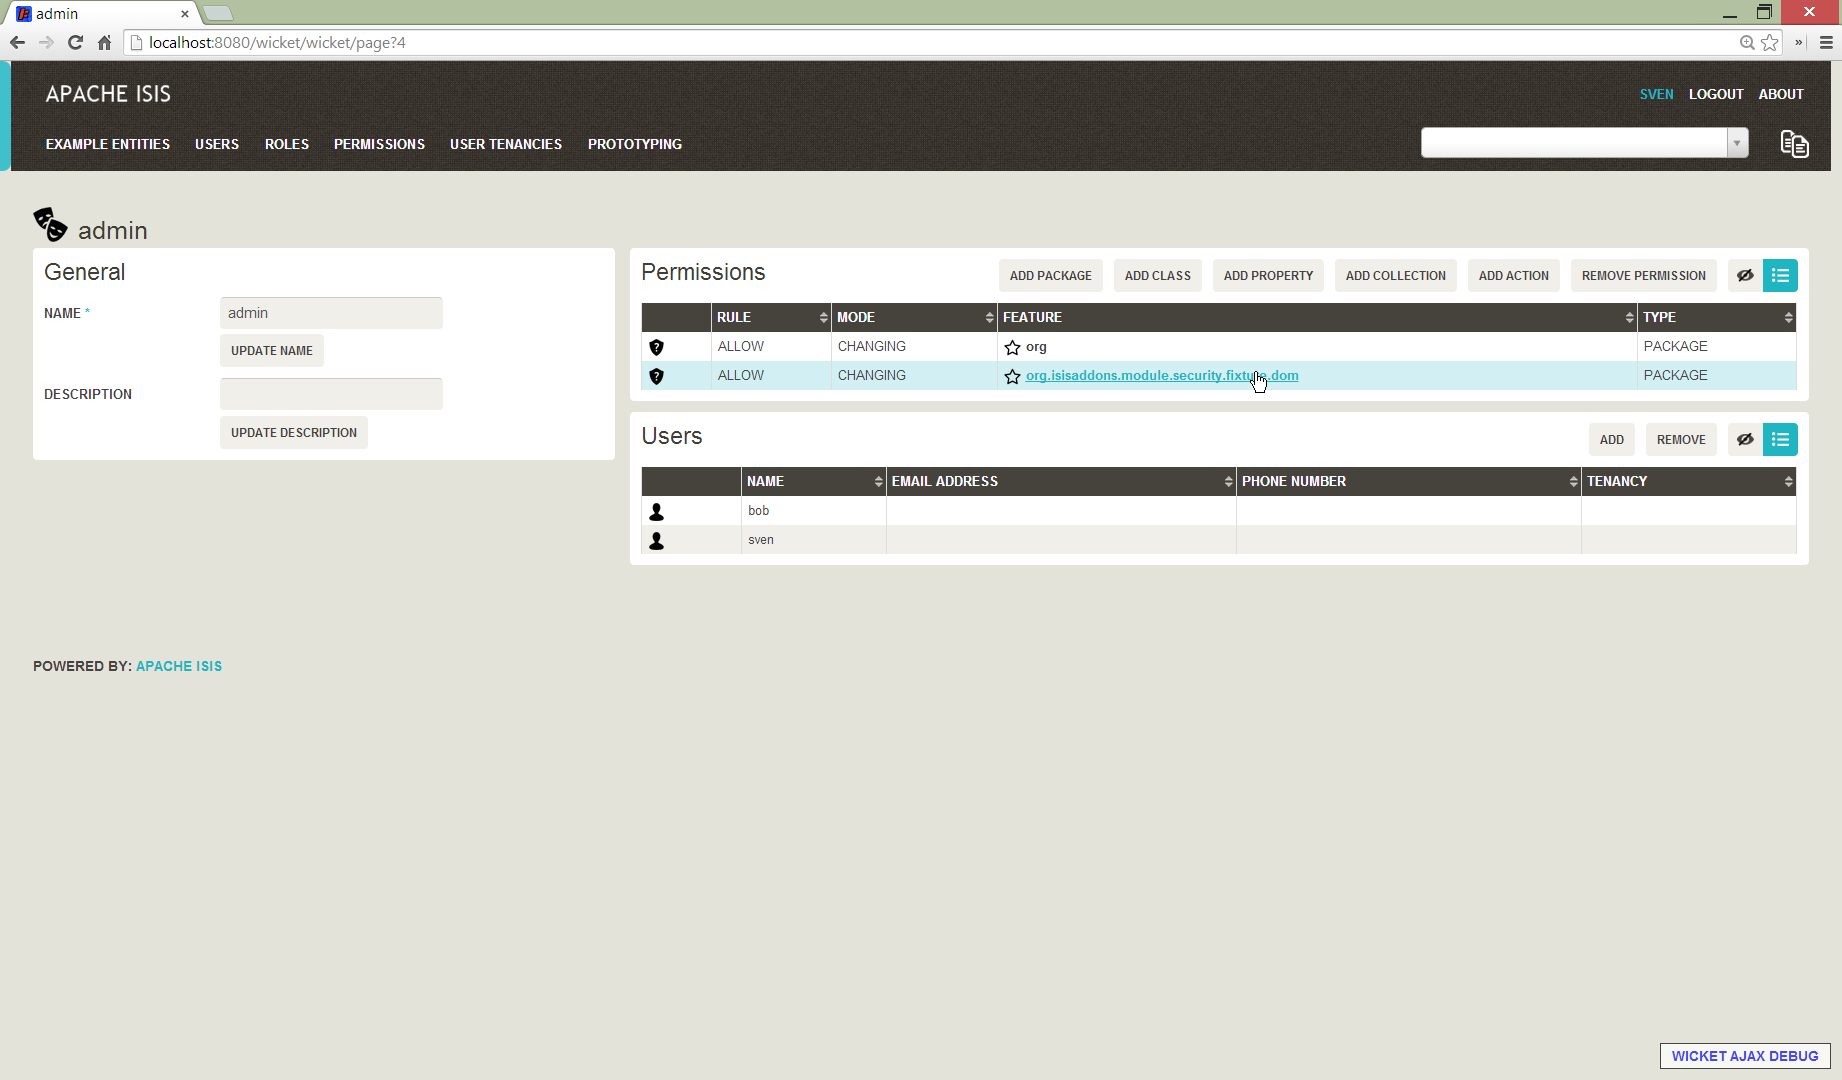 admin
localhost:8080/wicket/wicket/page?4
APACHE ISIS
SVEN LOGOUT ABOUT
EXAMPLE ENTITIES USERS ROLES PERMISSIONS USER TENANCIES PROTOTYPING
admin
General
NAME * admin
UPDATE NAME
DESCRIPTION
UPDATE DESCRIPTION
Permissions ADD PACKAGE ADD CLASS ADD PROPERTY ADD COLLECTION ADD ACTION REMOVE PERMISSION
RULE MODE FEATURE TYPE
ALLOW CHANGING org PACKAGE
ALLOW CHANGING org.isisaddons.module.security.fixture.dom PACKAGE
Users ADD REMOVE
NAME EMAIL ADDRESS PHONE NUMBER TENANCY
bob
sven
POWERED BY: APACHE ISIS
WICKET AJAX DEBUG